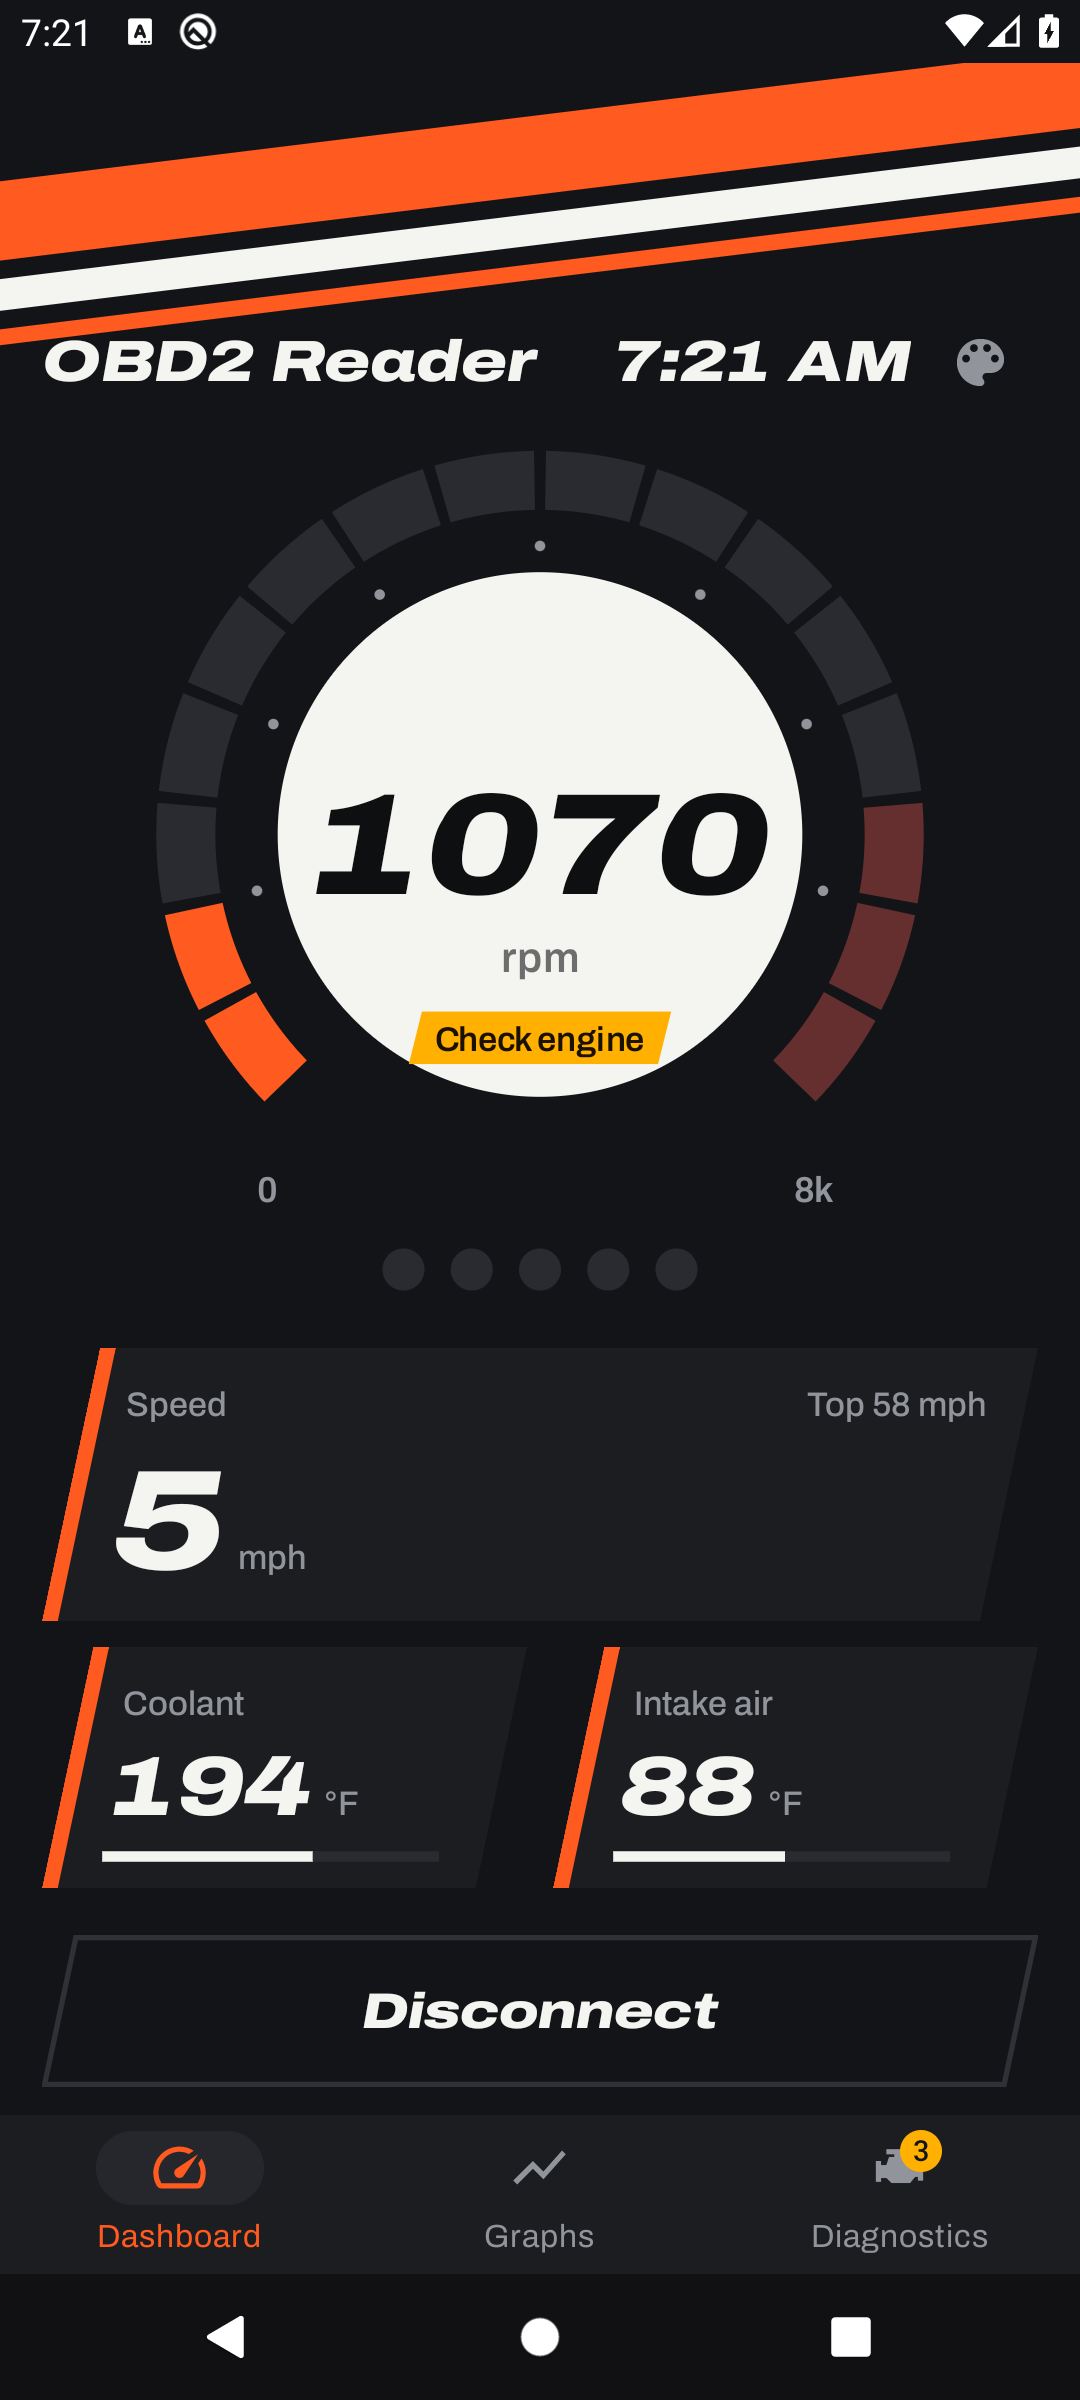 7:21
OBD2 Reader 7:21 AM
1070
rpm
Check engine
0 8k
Speed Top 58 mph
5 mph
Coolant Intake air
194 °F 88 °F
Disconnect
3
Dashboard Graphs Diagnostics